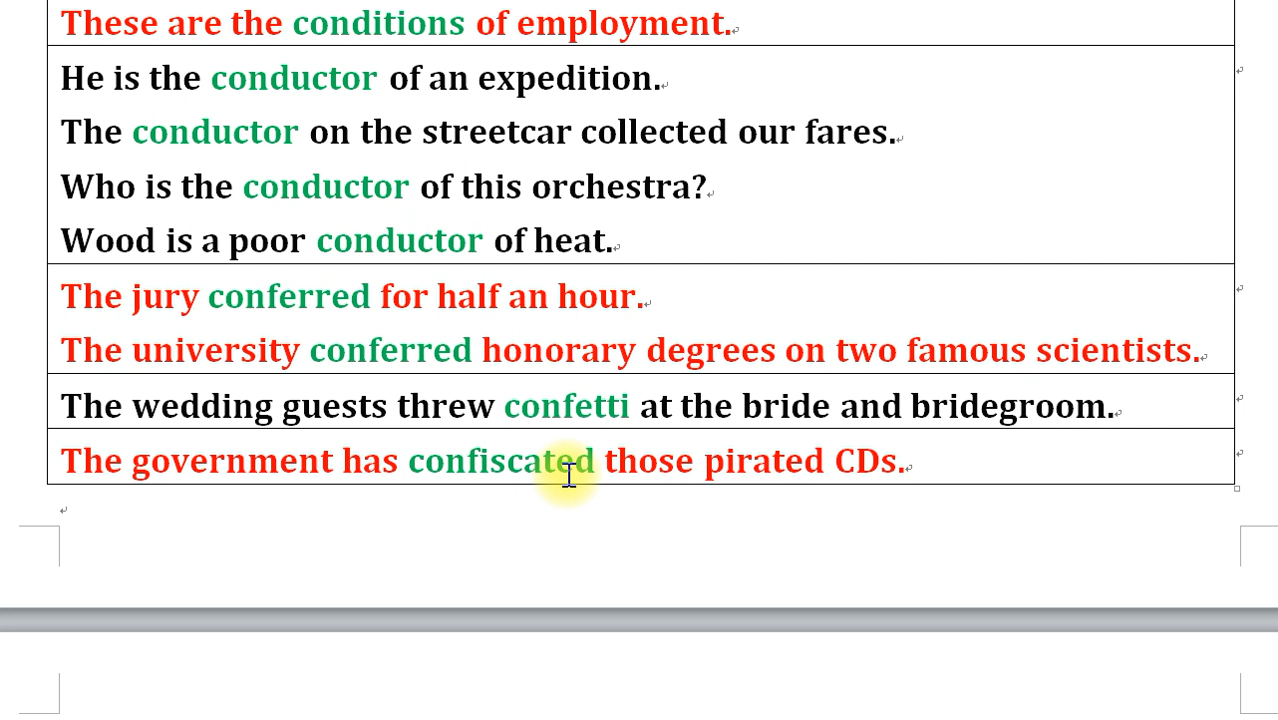 These are the conditions of employment.
He is the conductor of an expedition.
The conductor on the streetcar collected our fares.
Who is the conductor of this orchestra?
Wood is a poor conductor of heat.
The jury conferred for half an hour.
The university conferred honorary degrees on two famous scientists.
The wedding guests threw confetti at the bride and bridegroom.
The government has confiscated those pirated CDs.